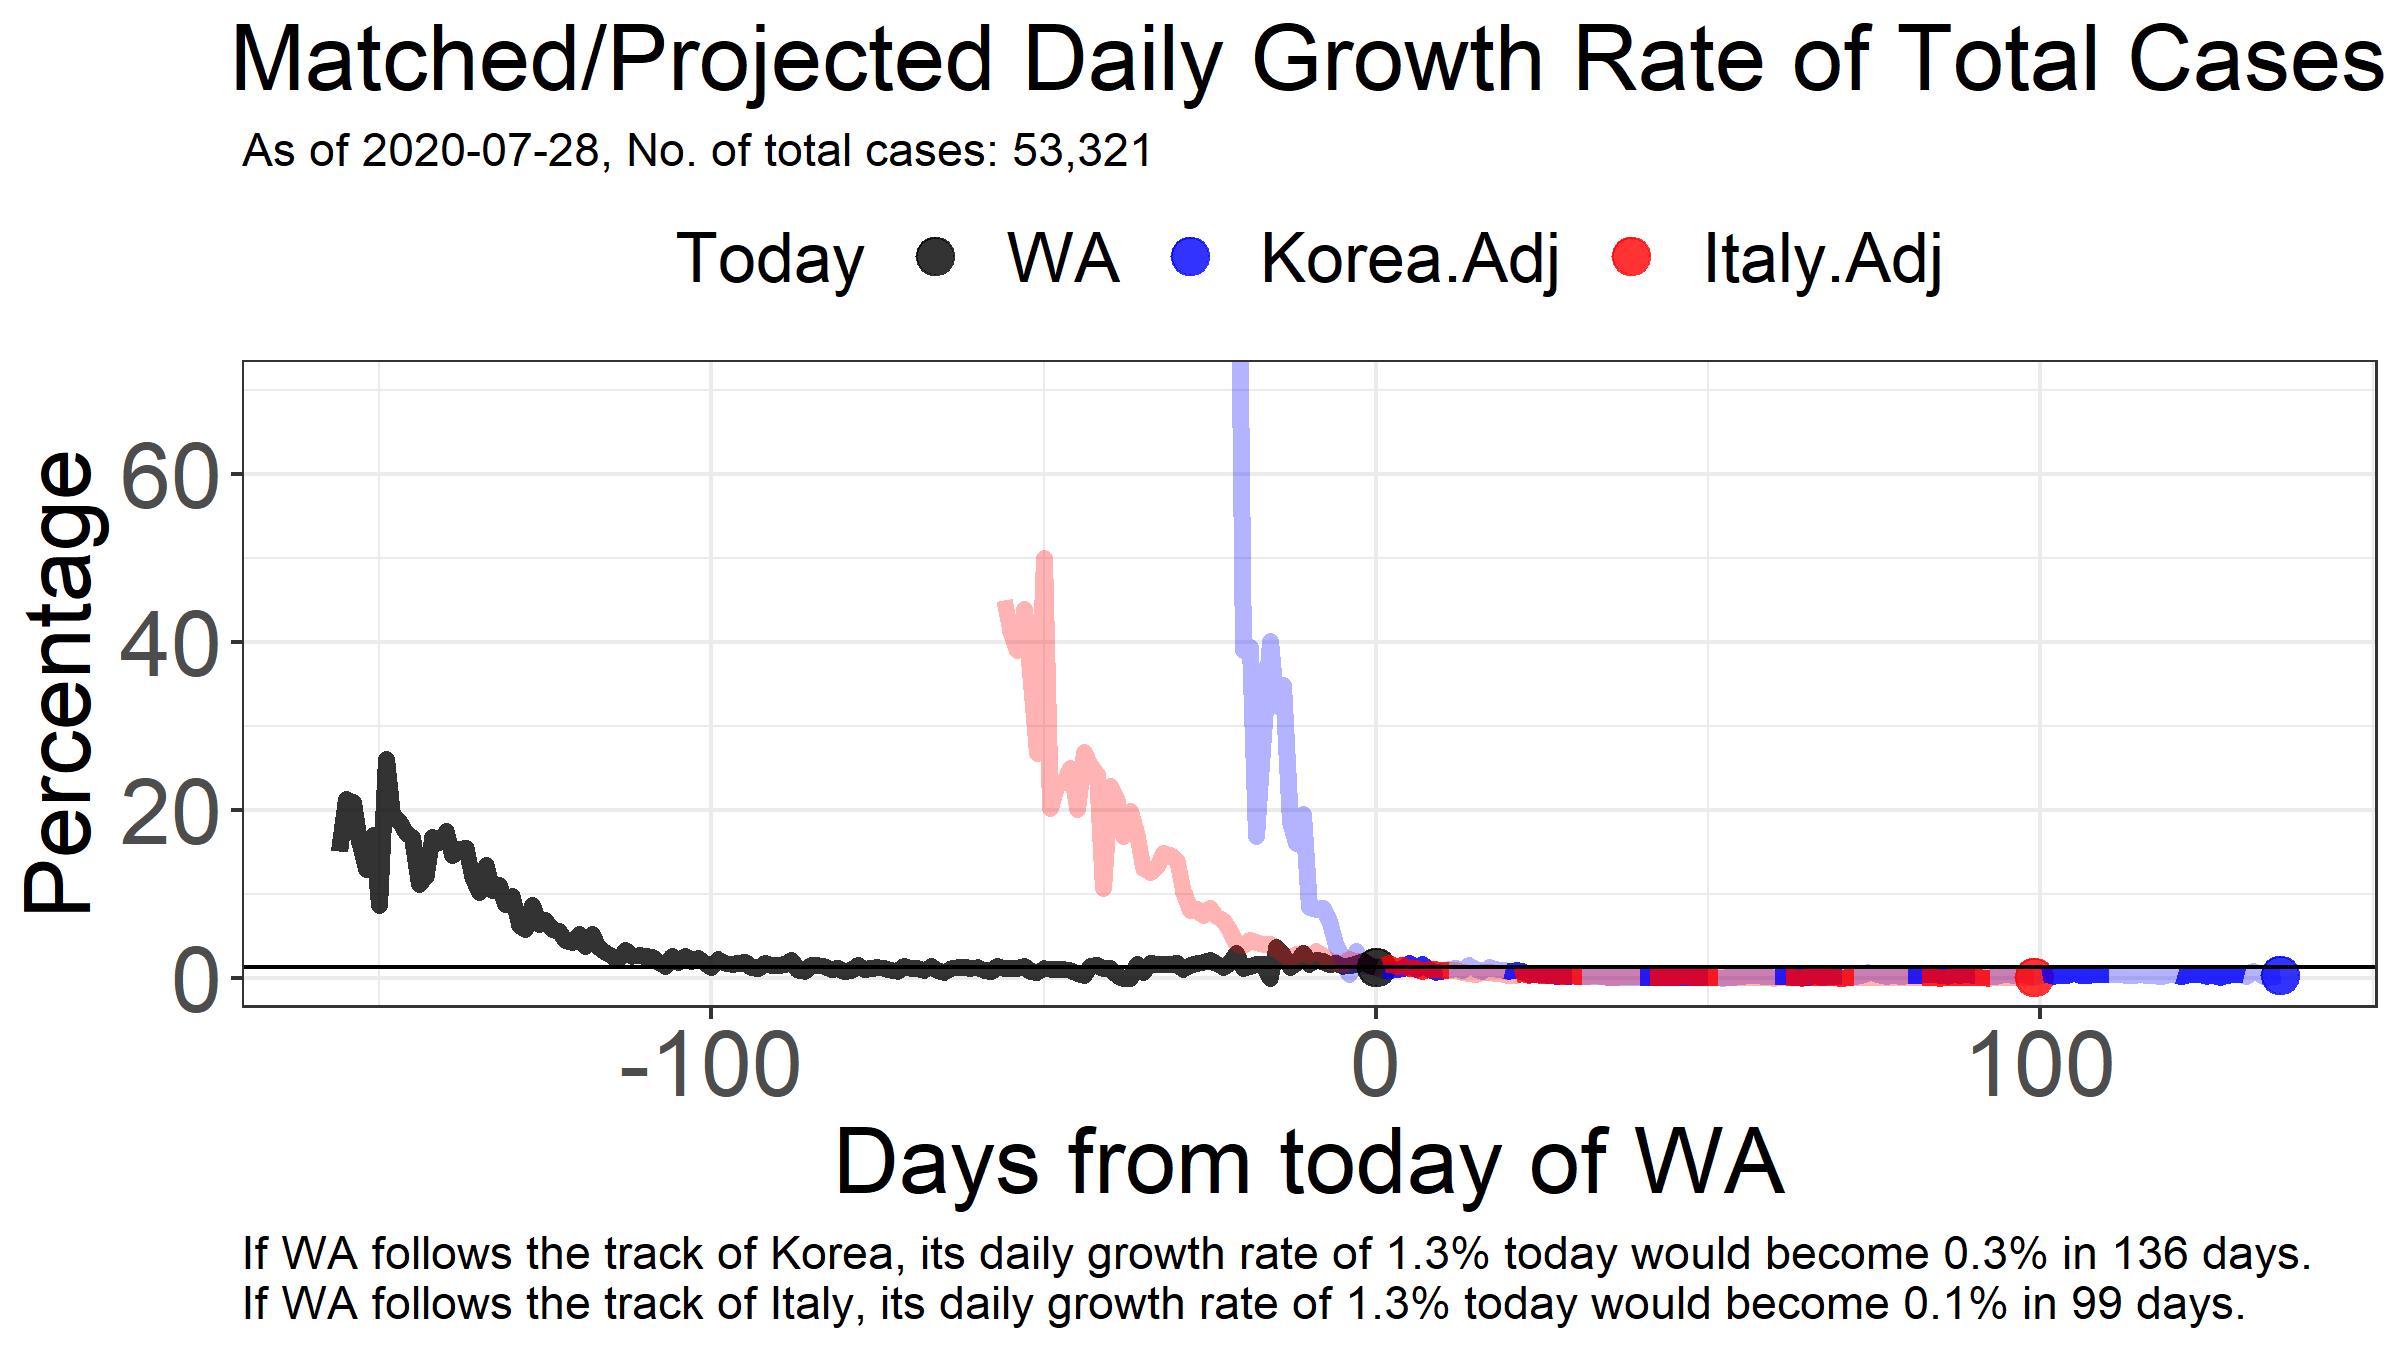 Matched/Projected Daily Growth Rate of Total Cases
As of 2020-07-28, No. of total cases: 53,321
Today WA Korea.Adj Italy.Adj
Percentage
60
40
20
0
-100 0 100
Days from today of WA
If WA follows the track of Korea, its daily growth rate of 1.3% today would become 0.3% in 136 days.
If WA follows the track of Italy, its daily growth rate of 1.3% today would become 0.1% in 99 days.